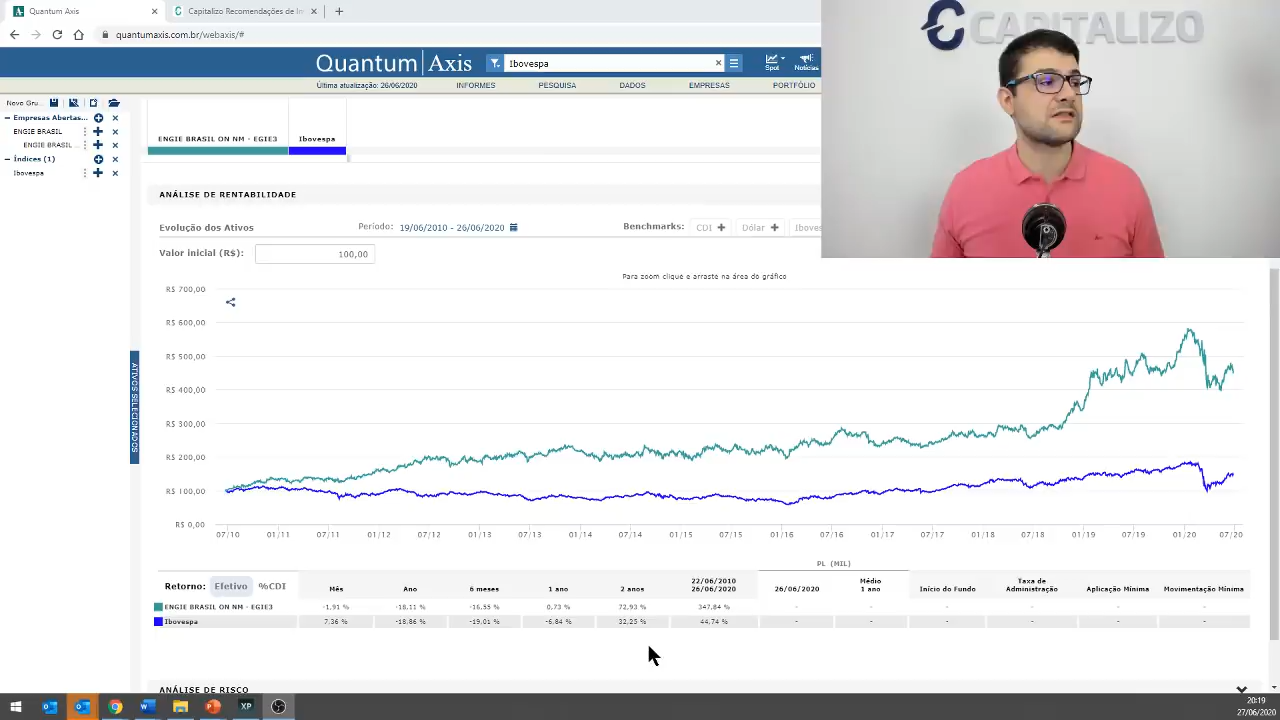 Quantum Axis
Capitalizo Recomendações de In
quantumaxis.com.br/webaxis/#
CAPITALIZO
Quantum Axis
Ibovespa
Spot
Notícias
Última atualização: 26/06/2020
INFORMES
PESQUISA
DADOS
EMPRESAS
PORTFÓLIO
Novo Gru...
Empresas Abertas...
ENGIE BRASIL
ENGIE BRASIL ...
Índices (1)
Ibovespa
ENGIE BRASIL ON NM - EGIE3
Ibovespa
ANÁLISE DE RENTABILIDADE
Evolução dos Ativos
Período: 19/06/2010 - 26/06/2020
Benchmarks: CDI + Dólar + Iboves
Valor inicial (R$): 100,00
Para zoom clique e arraste na área do gráfico
R$ 700,00
R$ 600,00
R$ 500,00
R$ 400,00
R$ 300,00
R$ 200,00
R$ 100,00
R$ 0,00
07/10 01/11 07/11 01/12 07/12 01/13 07/13 01/14 07/14 01/15 07/15 01/16 07/16 01/17 07/17 01/18 07/18 01/19 07/19 01/20 07/20
ATIVOS SELECIONADOS
PL (MIL)
Retorno: Efetivo %CDI Mês Ano 6 meses 1 ano 2 anos 22/06/2010 26/06/2020 26/06/2020 Médio 1 ano Início do Fundo Taxa de Administração Aplicação Mínima Movimentação Mínima
ENGIE BRASIL ON NM - EGIE3 -1,91 % -18,11 % -16,55 % 0,73 % 72,93 % 347,84 % - - - - - -
Ibovespa 7,36 % -18,86 % -19,01 % -6,84 % 32,25 % 44,74 % - - - - - -
ANÁLISE DE RISCO
XP
20:19
27/06/2020